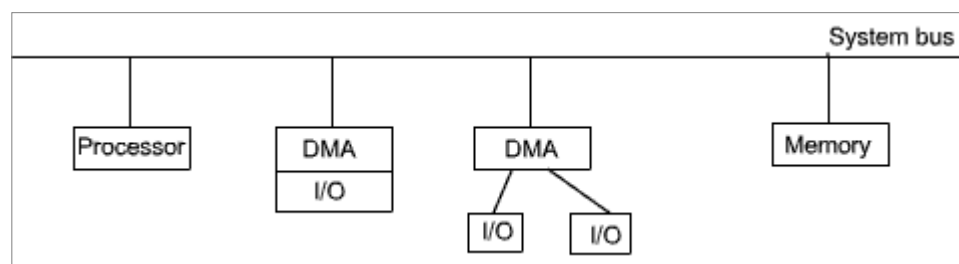 System bus
Processor
DMA
I/O
DMA
I/O
I/O
Memory